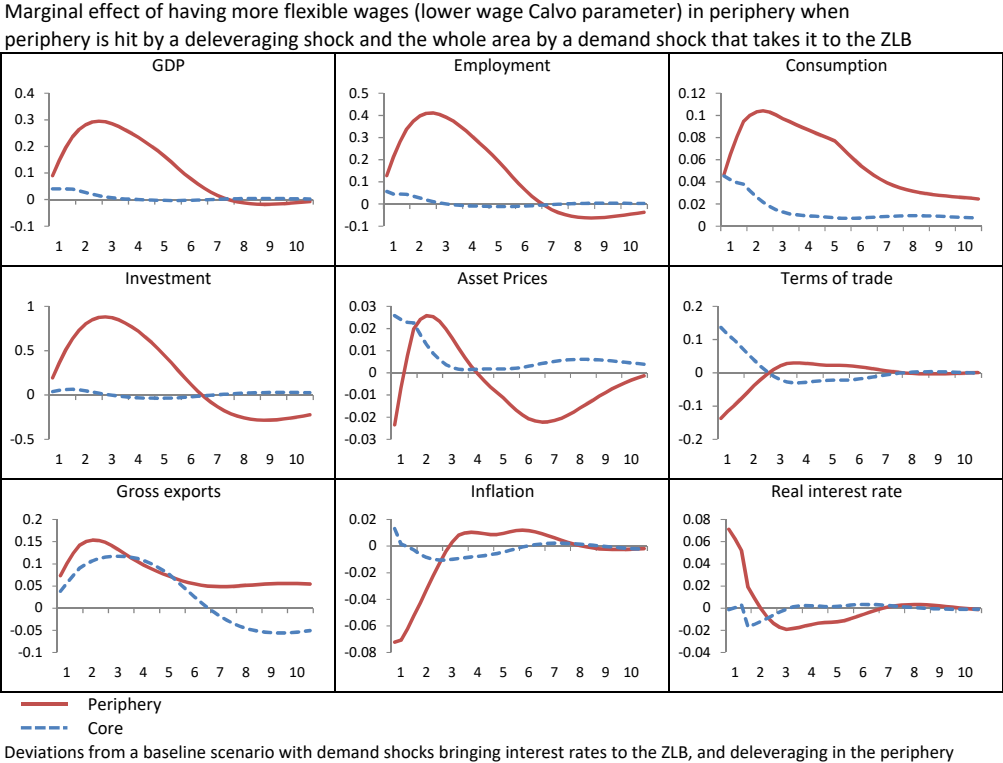 Marginal effect of having more flexible wages (lower wage Calvo parameter) in periphery when
periphery is hit by a deleveraging shock and the whole area by a demand shock that takes it to the ZLB
GDP
0.4
0.3
0.2
0.1
0
-0.1
1 2 3 4 5 6 7 8 9 10
Employment
0.5
0.4
0.3
0.2
0.1
0
-0.1
1 2 3 4 5 6 7 8 9 10
Consumption
0.12
0.1
0.08
0.06
0.04
0.02
0
1 2 3 4 5 6 7 8 9 10
Investment
1
0.5
0
-0.5
1 2 3 4 5 6 7 8 9 10
Asset Prices
0.03
0.02
0.01
0
-0.01
-0.02
-0.03
1 2 3 4 5 6 7 8 9 10
Terms of trade
0.2
0.1
0
-0.1
-0.2
1 2 3 4 5 6 7 8 9 10
Gross exports
0.2
0.15
0.1
0.05
0
-0.05
-0.1
1 2 3 4 5 6 7 8 9 10
Inflation
0.02
0
-0.02
-0.04
-0.06
-0.08
1 2 3 4 5 6 7 8 9 10
Real interest rate
0.08
0.06
0.04
0.02
0
-0.02
-0.04
1 2 3 4 5 6 7 8 9 10
Periphery
Core
Deviations from a baseline scenario with demand shocks bringing interest rates to the ZLB, and deleveraging in the periphery